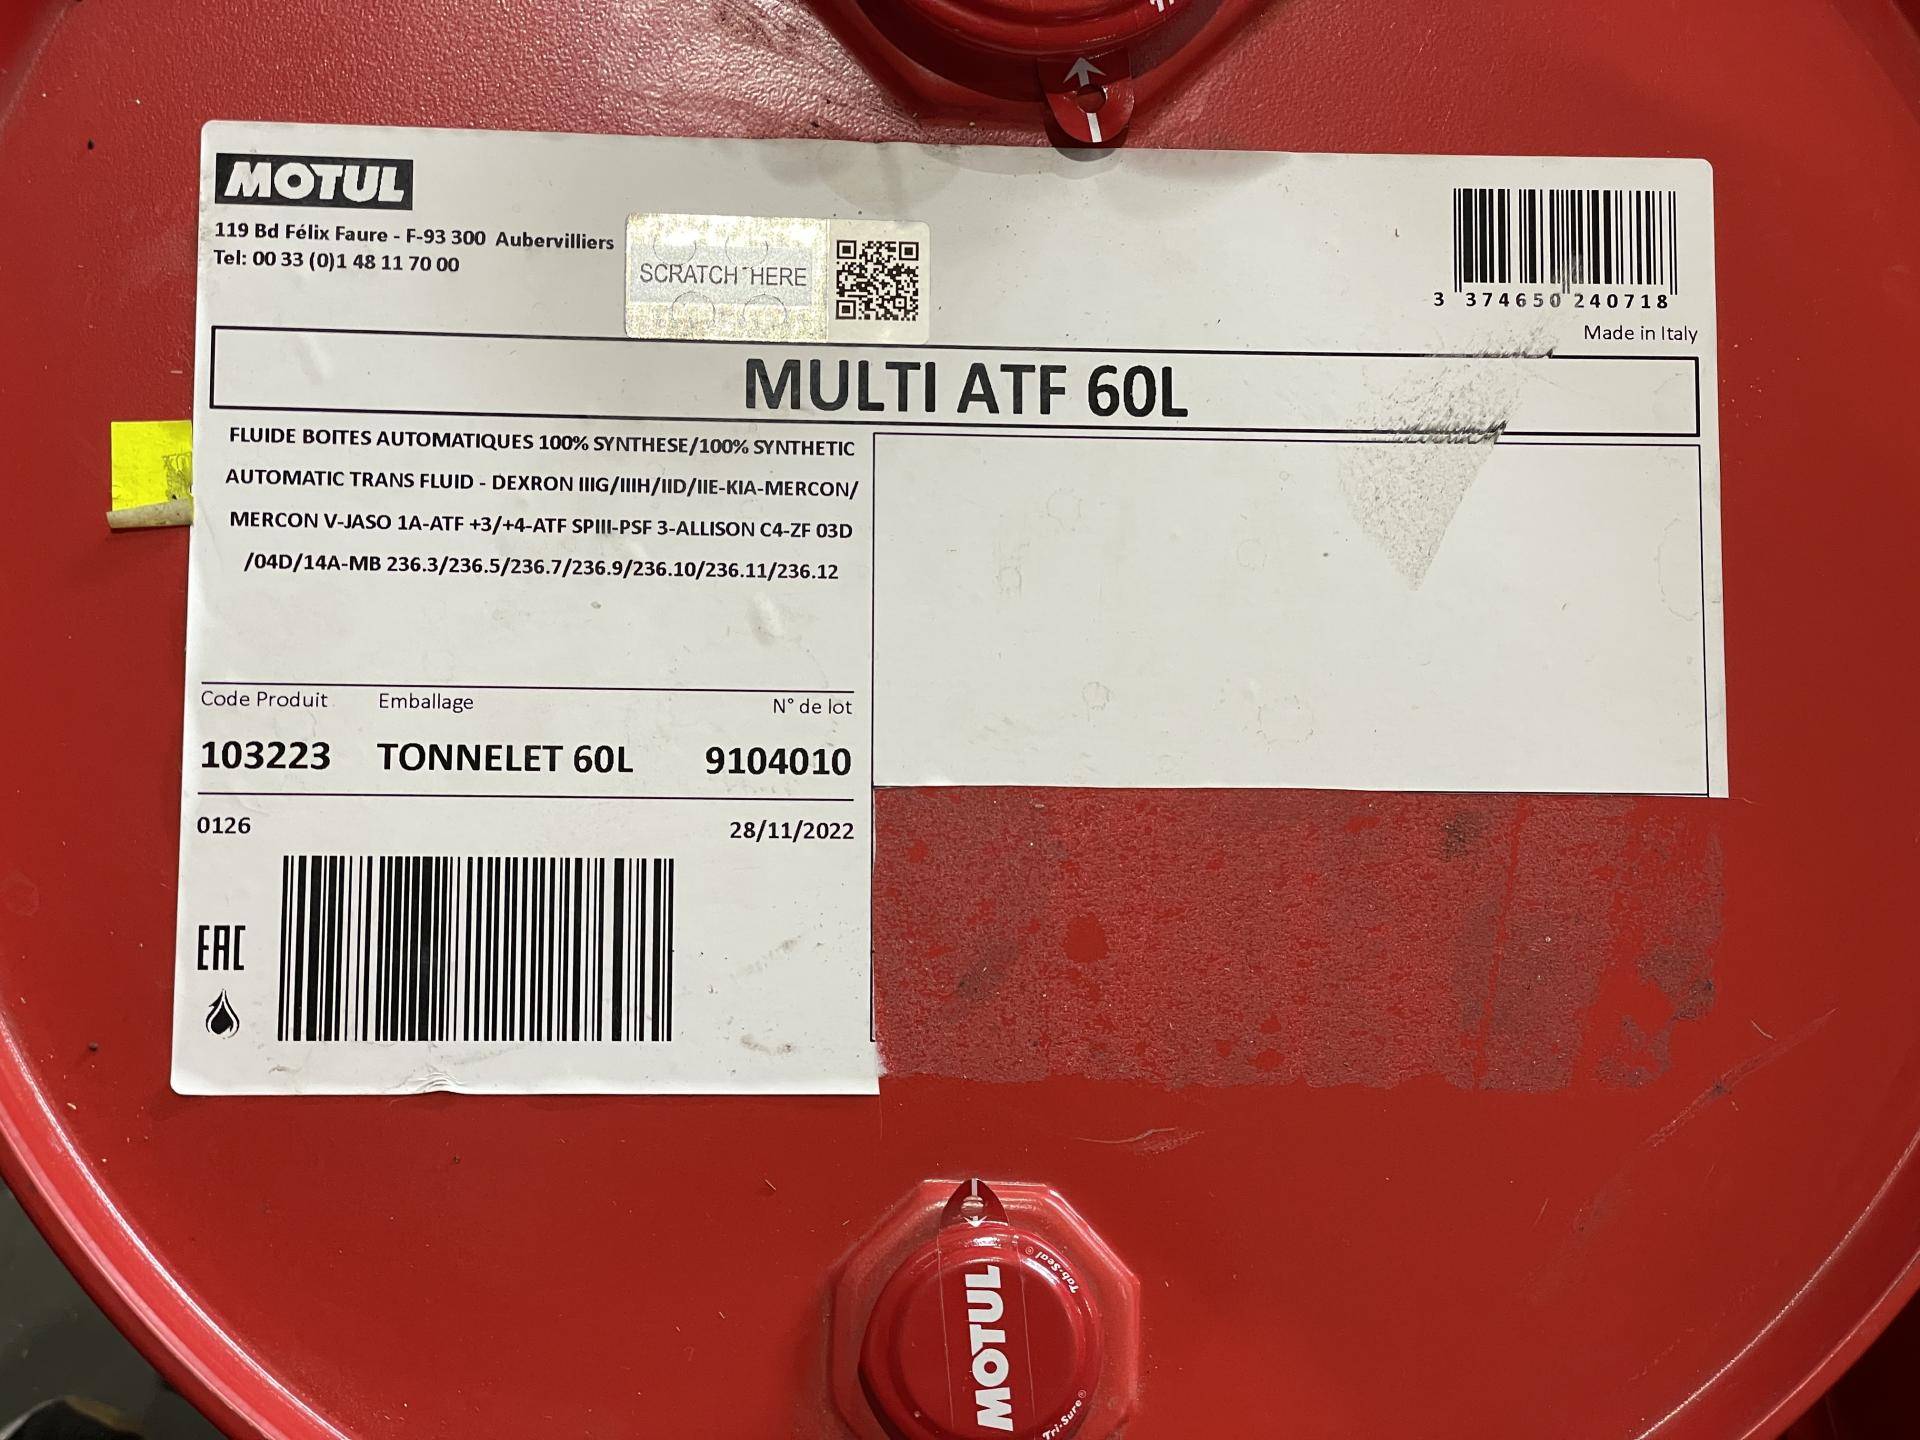 MOTUL
119 Bd Félix Faure - F-93 300 Aubervilliers
Tel: 00 33 (0)1 48 11 70 00
SCRATCH HERE
3 374650 240718
Made in Italy
MULTI ATF 60L
FLUIDE BOITES AUTOMATIQUES 100% SYNTHESE/100% SYNTHETIC
AUTOMATIC TRANS FLUID - DEXRON IIIG/IIIH/IID/IIE-KIA-MERCON/
MERCON V-JASO 1A-ATF +3/+4-ATF SPIII-PSF 3-ALLISON C4-ZF 03D
/04D/14A-MB 236.3/236.5/236.7/236.9/236.10/236.11/236.12
Code Produit Emballage N° de lot
103223 TONNELET 60L 9104010
0126 28/11/2022
EAC
Tab-Seal®
MOTUL
Tri-Sure®